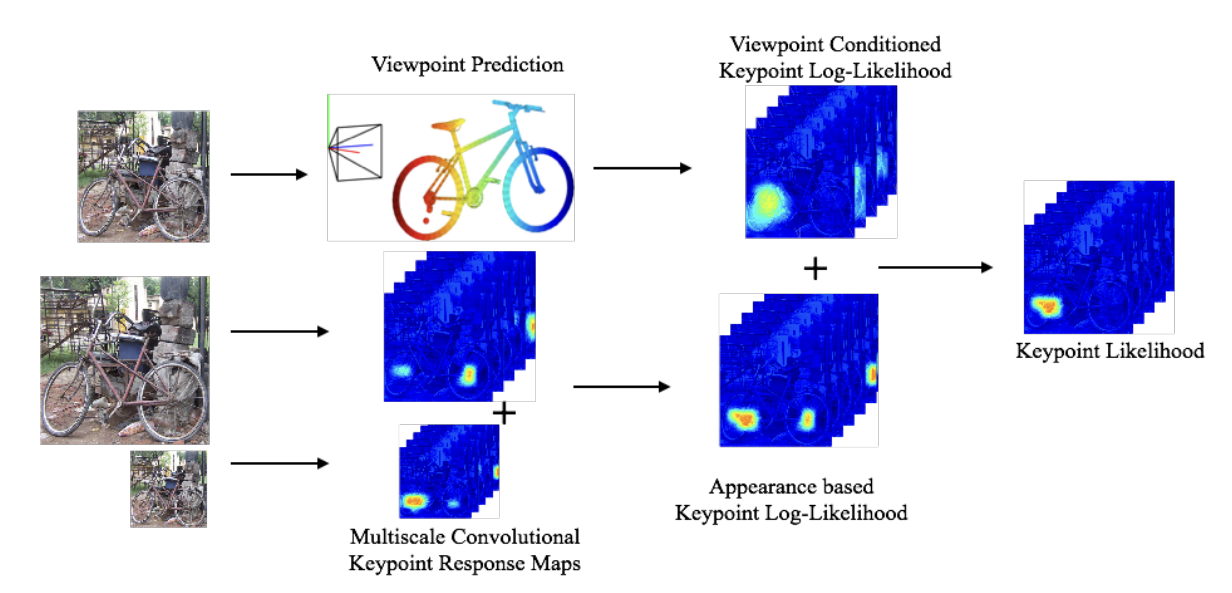 Viewpoint Prediction
Viewpoint Conditioned
Keypoint Log-Likelihood
+
Keypoint Likelihood
+
Appearance based
Keypoint Log-Likelihood
Multiscale Convolutional
Keypoint Response Maps